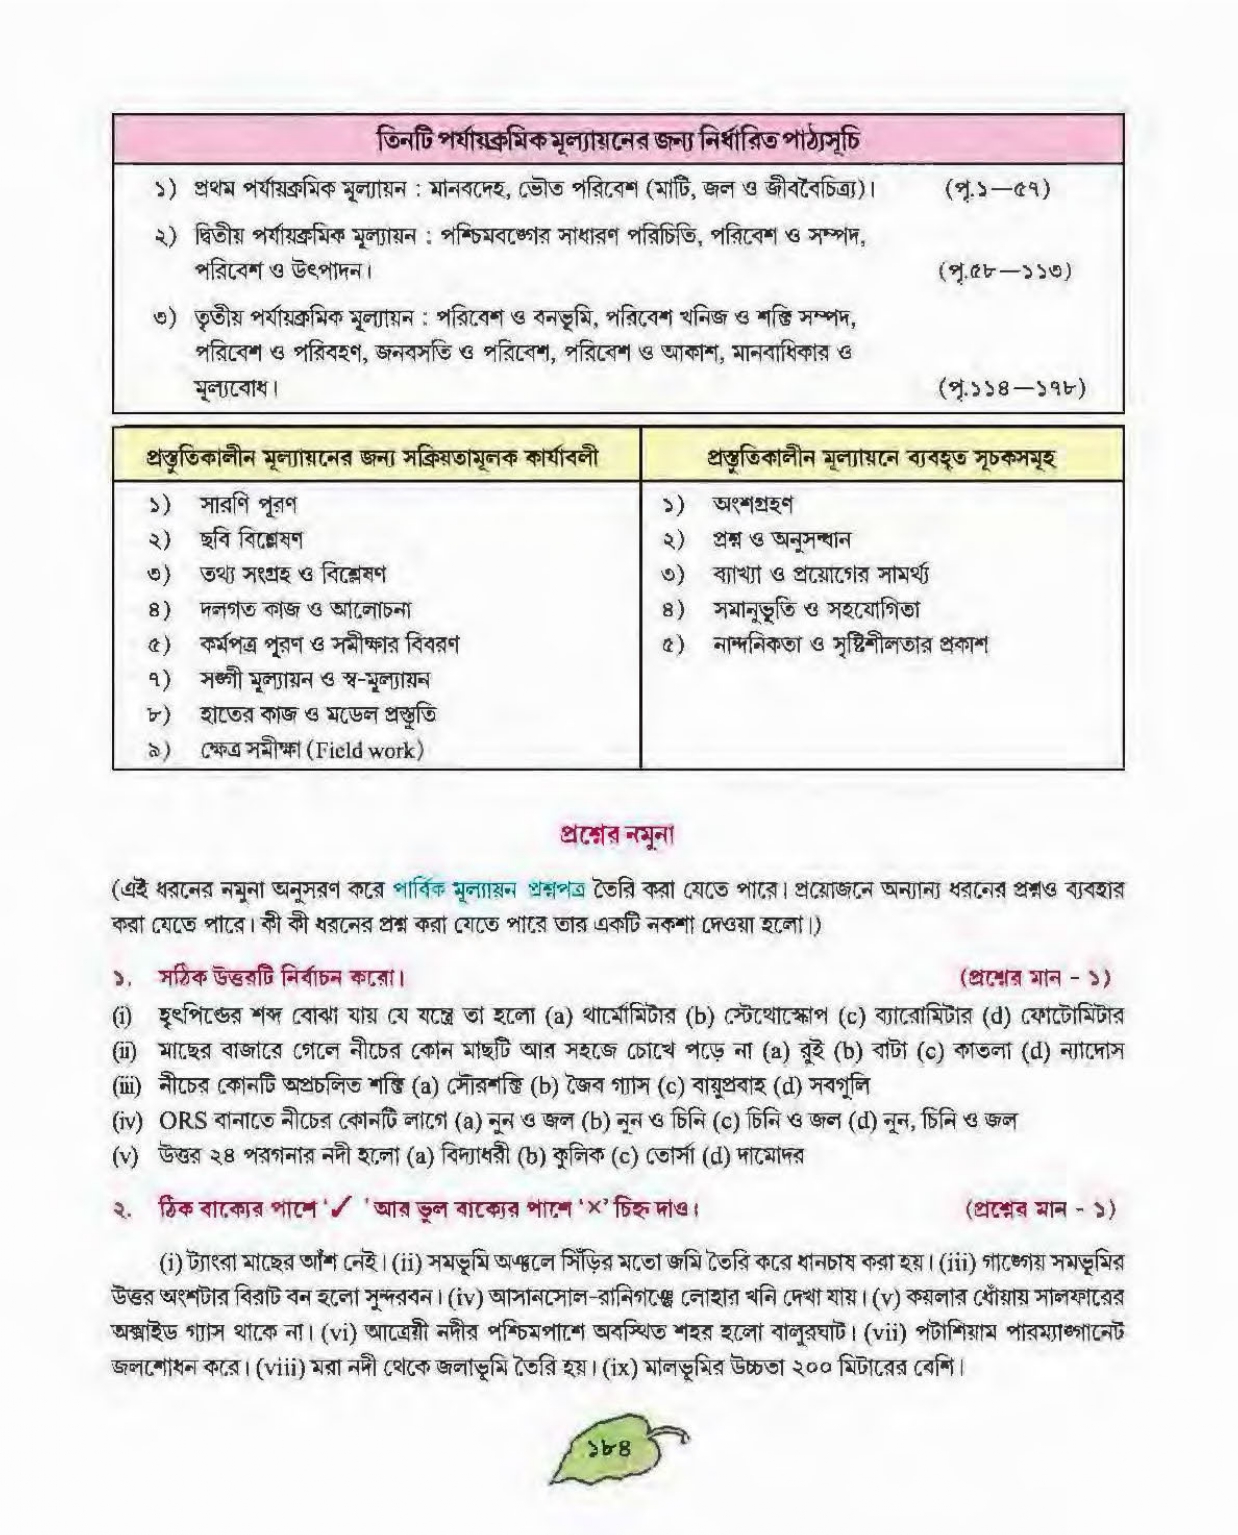 তিনটি পর্যায়ক্রমিক মূল্যায়নের জন্য নির্ধারিত পাঠ্যসূচি
১) প্রথম পর্যায়ক্রমিক মূল্যায়ন : মানবদেহ, ভৌত পরিবেশ (মাটি, জল ও জীববৈচিত্র্য)। (পৃ.১—৫৭)
২) দ্বিতীয় পর্যায়ক্রমিক মূল্যায়ন : পশ্চিমবঙ্গের সাধারণ পরিচিতি, পরিবেশ ও সম্পদ,
পরিবেশ ও উৎপাদন। (পৃ.৫৮—১১৩)
৩) তৃতীয় পর্যায়ক্রমিক মূল্যায়ন : পরিবেশ ও বনভূমি, পরিবেশ খনিজ ও শক্তি সম্পদ,
পরিবেশ ও পরিবহণ, জনবসতি ও পরিবেশ, পরিবেশ ও আকাশ, মানবাধিকার ও
মূল্যবোধ। (পৃ.১১৪—১৭৮)
প্রস্তুতিকালীন মূল্যায়নের জন্য সক্রিয়তামূলক কার্যাবলী
১) সারণি পূরণ
২) ছবি বিশ্লেষণ
৩) তথ্য সংগ্রহ ও বিশ্লেষণ
৪) দলগত কাজ ও আলোচনা
৫) কর্মপত্র পূরণ ও সমীক্ষার বিবরণ
৭) সঙ্গী মূল্যায়ন ও স্ব-মূল্যায়ন
৮) হাতের কাজ ও মডেল প্রস্তুতি
৯) ক্ষেত্র সমীক্ষা (Field work)
প্রস্তুতিকালীন মূল্যায়নে ব্যবহৃত সূচকসমূহ
১) অংশগ্রহণ
২) প্রশ্ন ও অনুসন্ধান
৩) ব্যাখ্যা ও প্রয়োগের সামর্থ্য
৪) সমানুভূতি ও সহযোগিতা
৫) নান্দনিকতা ও সৃষ্টিশীলতার প্রকাশ
প্রশ্নের নমুনা
(এই ধরনের নমুনা অনুসরণ করে পার্বিক মূল্যায়ন প্রশ্নপত্র তৈরি করা যেতে পারে। প্রয়োজনে অন্যান্য ধরনের প্রশ্নও ব্যবহার
করা যেতে পারে। কী কী ধরনের প্রশ্ন করা যেতে পারে তার একটি নকশা দেওয়া হলো।)
১. সঠিক উত্তরটি নির্বাচন করো। (প্রশ্নের মান - ১)
(i) হৃৎপিণ্ডের শব্দ বোঝা যায় যে যন্ত্রে তা হলো (a) থার্মোমিটার (b) স্টেথোস্কোপ (c) ব্যারোমিটার (d) ফোটোমিটার
(ii) মাছের বাজারে গেলে নীচের কোন মাছটি আর সহজে চোখে পড়ে না (a) রুই (b) বাটা (c) কাতলা (d) ন্যাদোস
(iii) নীচের কোনটি অপ্রচলিত শক্তি (a) সৌরশক্তি (b) জৈব গ্যাস (c) বায়ুপ্রবাহ (d) সবগুলি
(iv) ORS বানাতে নীচের কোনটি লাগে (a) নুন ও জল (b) নুন ও চিনি (c) চিনি ও জল (d) নুন, চিনি ও জল
(v) উত্তর ২৪ পরগনার নদী হলো (a) বিদ্যাধরী (b) কুলিক (c) তোর্সা (d) দামোদর
২. ঠিক বাক্যের পাশে ‘✓ ’ আর ভুল বাক্যের পাশে ‘×’ চিহ্ন দাও। (প্রশ্নের মান - ১)
(i) ট্যাংরা মাছের আঁশ নেই। (ii) সমভূমি অঞ্চলে সিঁড়ির মতো জমি তৈরি করে ধানচাষ করা হয়। (iii) গাঙ্গেয় সমভূমির
উত্তর অংশটার বিরাট বন হলো সুন্দরবন। (iv) আসানসোল-রানিগঞ্জে লোহার খনি দেখা যায়। (v) কয়লার ধোঁয়ায় সালফারের
অক্সাইড গ্যাস থাকে না। (vi) আত্রেয়ী নদীর পশ্চিমপাশে অবস্থিত শহর হলো বালুরঘাট। (vii) পটাশিয়াম পারম্যাঙ্গানেট
জলশোধন করে। (viii) মরা নদী থেকে জলাভূমি তৈরি হয়। (ix) মালভূমির উচ্চতা ২০০ মিটারের বেশি।
১৮৪